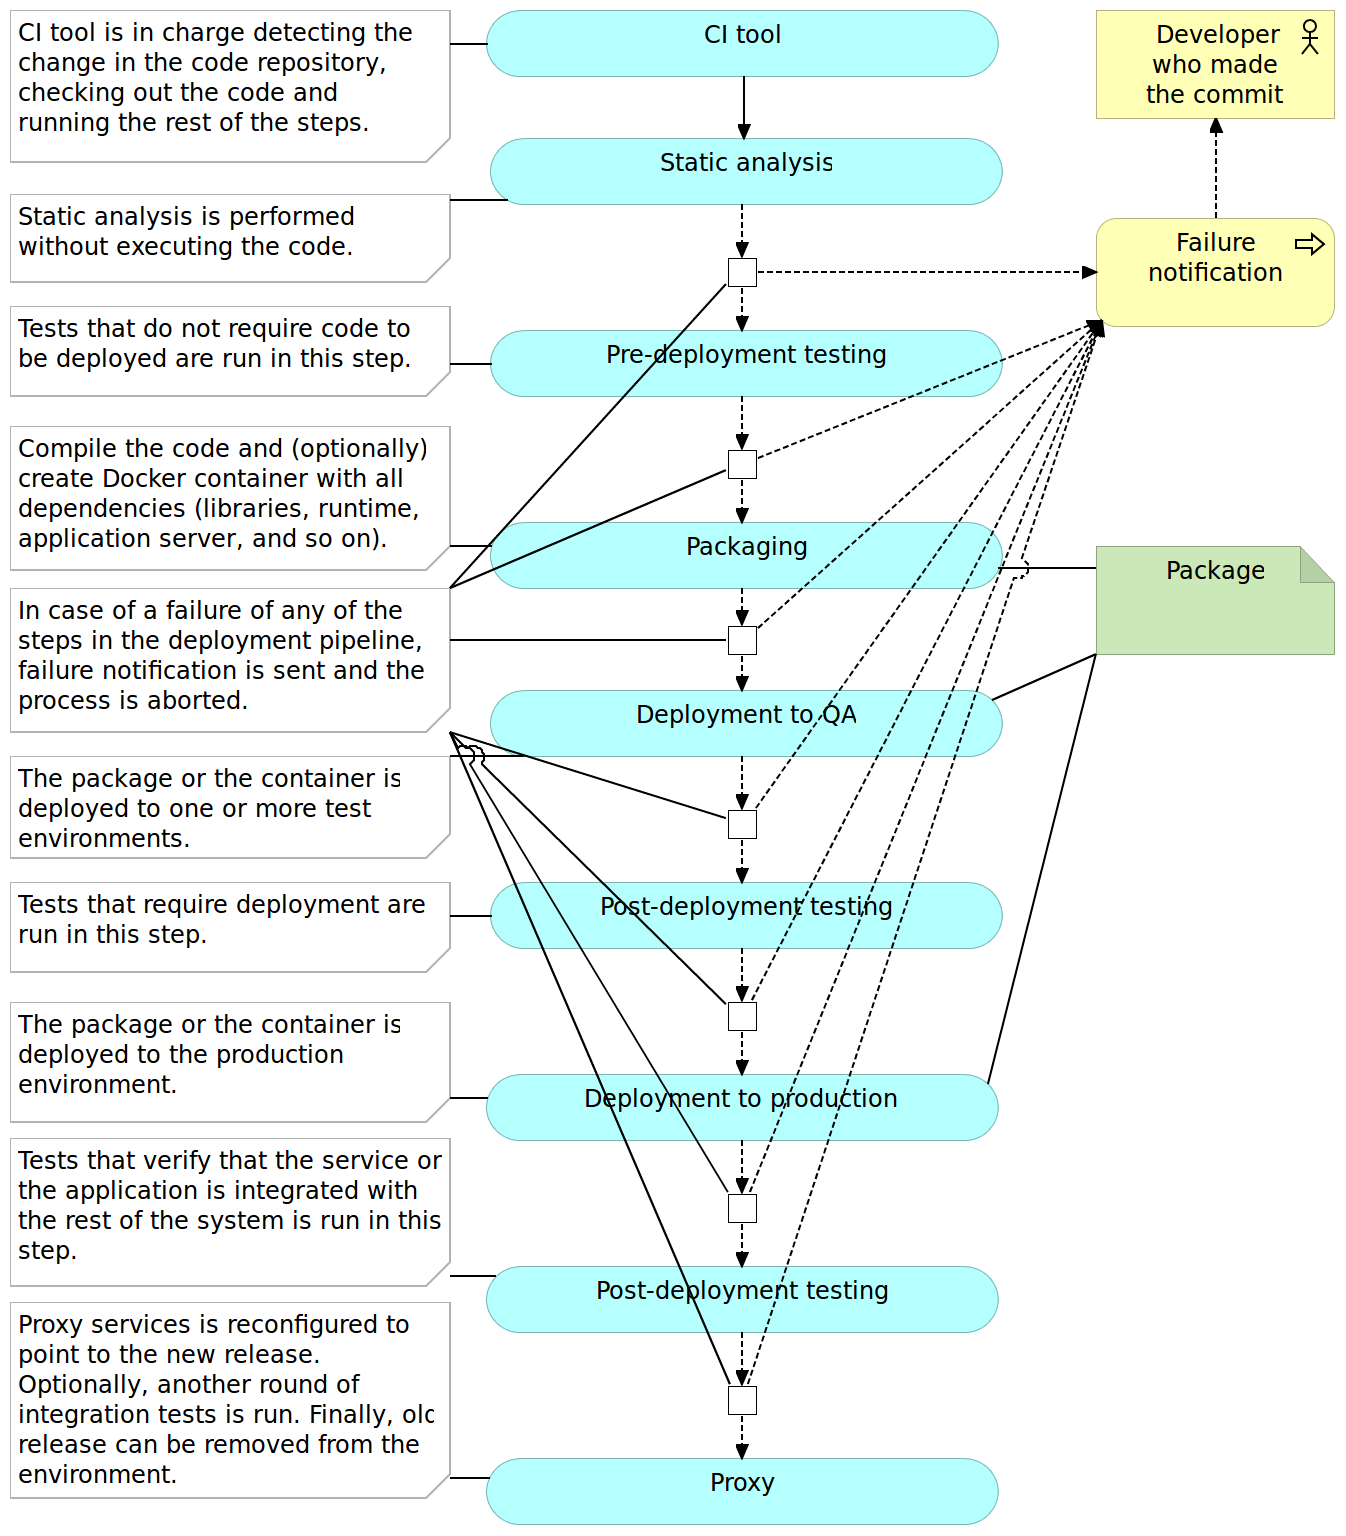 CI tool is in charge detecting the
change in the code repository,
checking out the code and
running the rest of the steps.
CI tool
Developer
who made
the commit
Static analysis
Static analysis is performed
without executing the code.
Failure
notification
Tests that do not require code to
be deployed are run in this step.
Pre-deployment testing
Compile the code and (optionally)
create Docker container with all
dependencies (libraries, runtime,
application server, and so on).
Packaging
Package
In case of a failure of any of the
steps in the deployment pipeline,
failure notification is sent and the
process is aborted.
Deployment to QA
The package or the container is
deployed to one or more test
environments.
Tests that require deployment are
run in this step.
Post-deployment testing
The package or the container is
deployed to the production
environment.
Deployment to production
Tests that verify that the service or
the application is integrated with
the rest of the system is run in this
step.
Post-deployment testing
Proxy services is reconfigured to
point to the new release.
Optionally, another round of
integration tests is run. Finally, old
release can be removed from the
environment.
Proxy